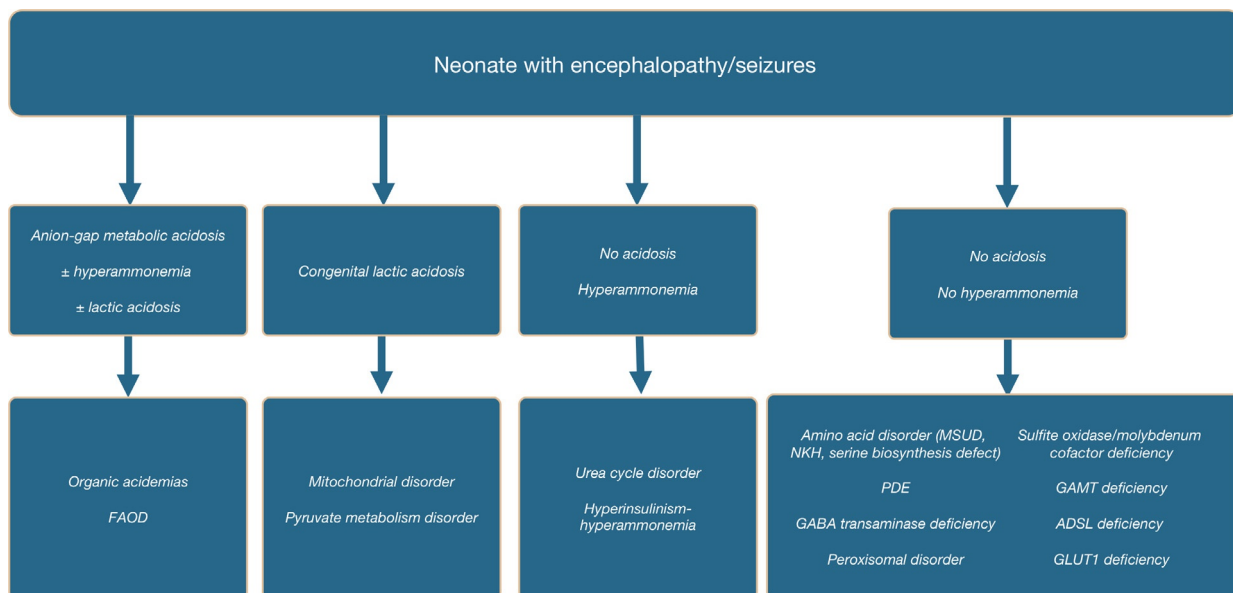 Neonate with encephalopathy/seizures
Anion-gap metabolic acidosis
± hyperammonemia
± lactic acidosis
Congenital lactic acidosis
No acidosis
Hyperammonemia
No acidosis
No hyperammonemia
Organic acidemias
FAOD
Mitochondrial disorder
Pyruvate metabolism disorder
Urea cycle disorder
Hyperinsulinism-
hyperammonemia
Amino acid disorder (MSUD,
NKH, serine biosynthesis defect)
PDE
GABA transaminase deficiency
Peroxisomal disorder
Sulfite oxidase/molybdenum
cofactor deficiency
GAMT deficiency
ADSL deficiency
GLUT1 deficiency